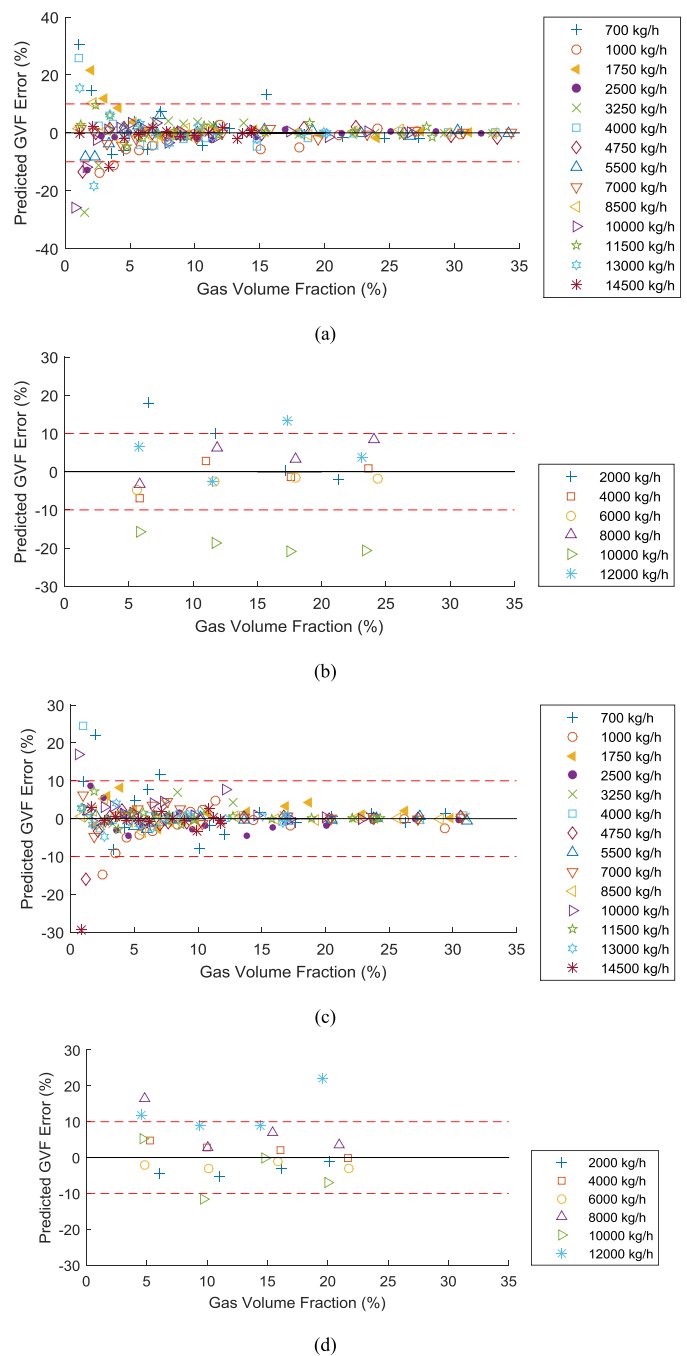 40
20
0
-20
-40
Predicted GVF Error (%)
0 5 10 15 20 25 30 35
Gas Volume Fraction (%)
700 kg/h
1000 kg/h
1750 kg/h
2500 kg/h
3250 kg/h
4000 kg/h
4750 kg/h
5500 kg/h
7000 kg/h
8500 kg/h
10000 kg/h
11500 kg/h
13000 kg/h
14500 kg/h
(a)
30
20
10
0
-10
-20
-30
Predicted GVF Error (%)
0 5 10 15 20 25 30 35
Gas Volume Fraction (%)
2000 kg/h
4000 kg/h
6000 kg/h
8000 kg/h
10000 kg/h
12000 kg/h
(b)
30
20
10
0
-10
-20
-30
Predicted GVF Error (%)
0 5 10 15 20 25 30 35
Gas Volume Fraction (%)
700 kg/h
1000 kg/h
1750 kg/h
2500 kg/h
3250 kg/h
4000 kg/h
4750 kg/h
5500 kg/h
7000 kg/h
8500 kg/h
10000 kg/h
11500 kg/h
13000 kg/h
14500 kg/h
(c)
30
20
10
0
-10
-20
-30
Predicted GVF Error (%)
0 5 10 15 20 25 30 35
Gas Volume Fraction (%)
2000 kg/h
4000 kg/h
6000 kg/h
8000 kg/h
10000 kg/h
12000 kg/h
(d)